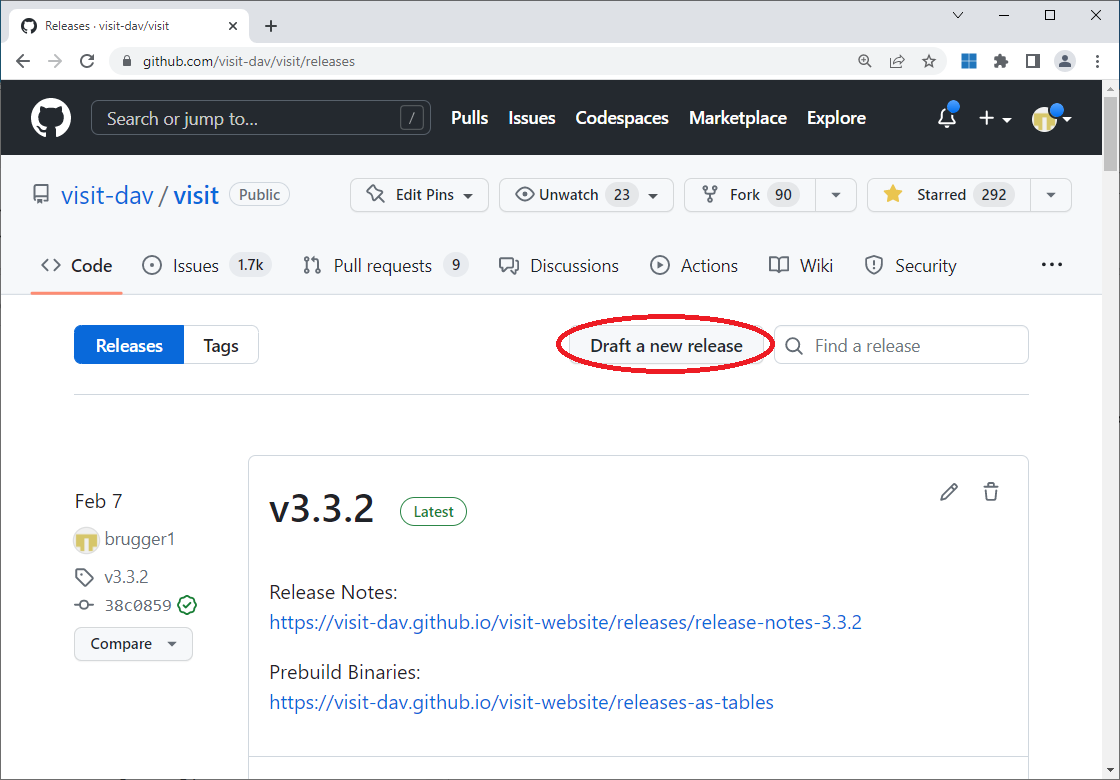 Releases · visit-dav/visit
github.com/visit-dav/visit/releases
Search or jump to... / Pulls Issues Codespaces Marketplace Explore
visit-dav / visit Public Edit Pins Unwatch 23 Fork 90 Starred 292
Code Issues 1.7k Pull requests 9 Discussions Actions Wiki Security
Releases Tags Draft a new release Find a release
Feb 7
brugger1
v3.3.2
38c0859
Compare
v3.3.2 Latest
Release Notes:
https://visit-dav.github.io/visit-website/releases/release-notes-3.3.2
Prebuild Binaries:
https://visit-dav.github.io/visit-website/releases-as-tables